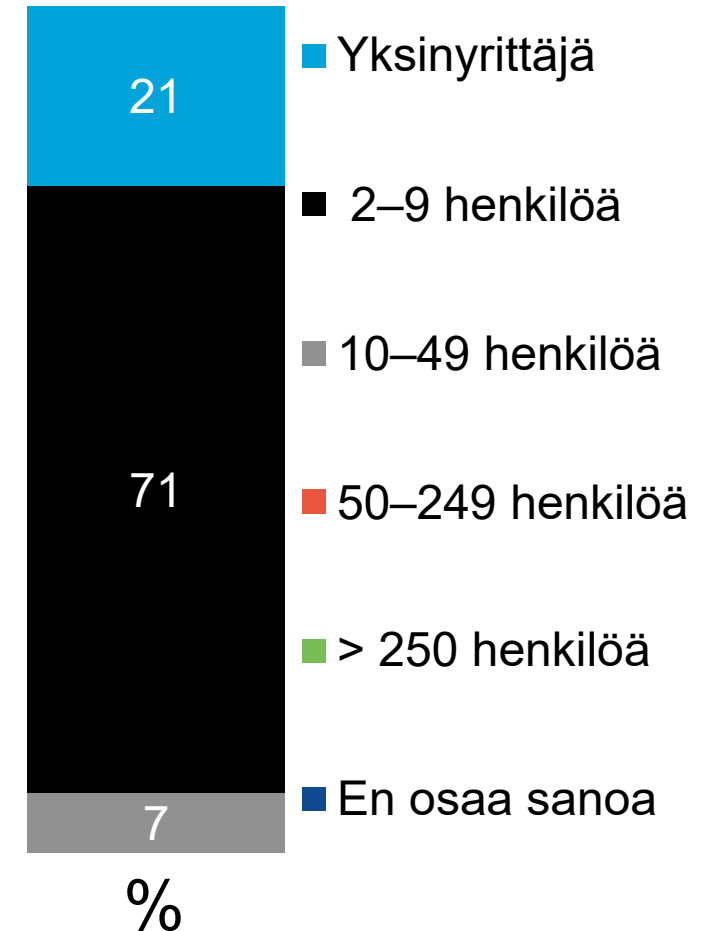 21
71
7
%
Yksinyrittäjä
2–9 henkilöä
10–49 henkilöä
50–249 henkilöä
> 250 henkilöä
En osaa sanoa